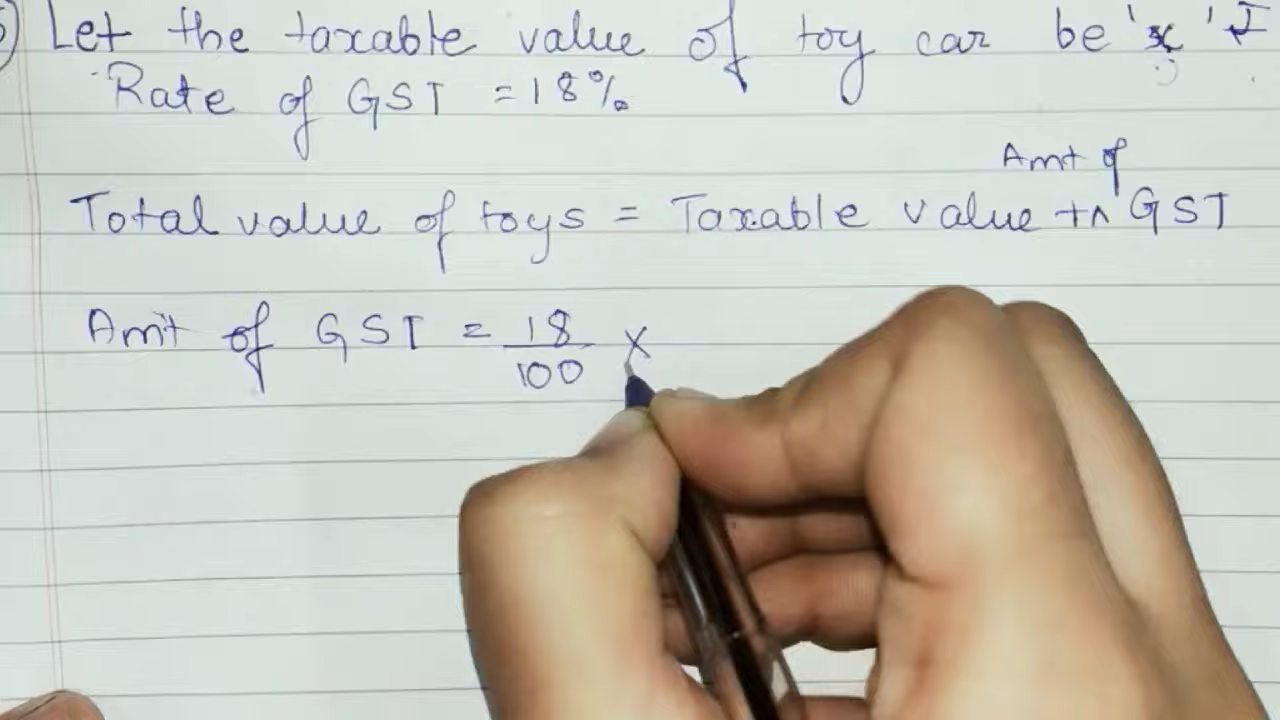 Let the taxable value of toy car be 'x' ₹
Rate of GST = 18%
Amt of
Total value of toys = Taxable value + ^ GST
Amt of GST = 18/100 ×